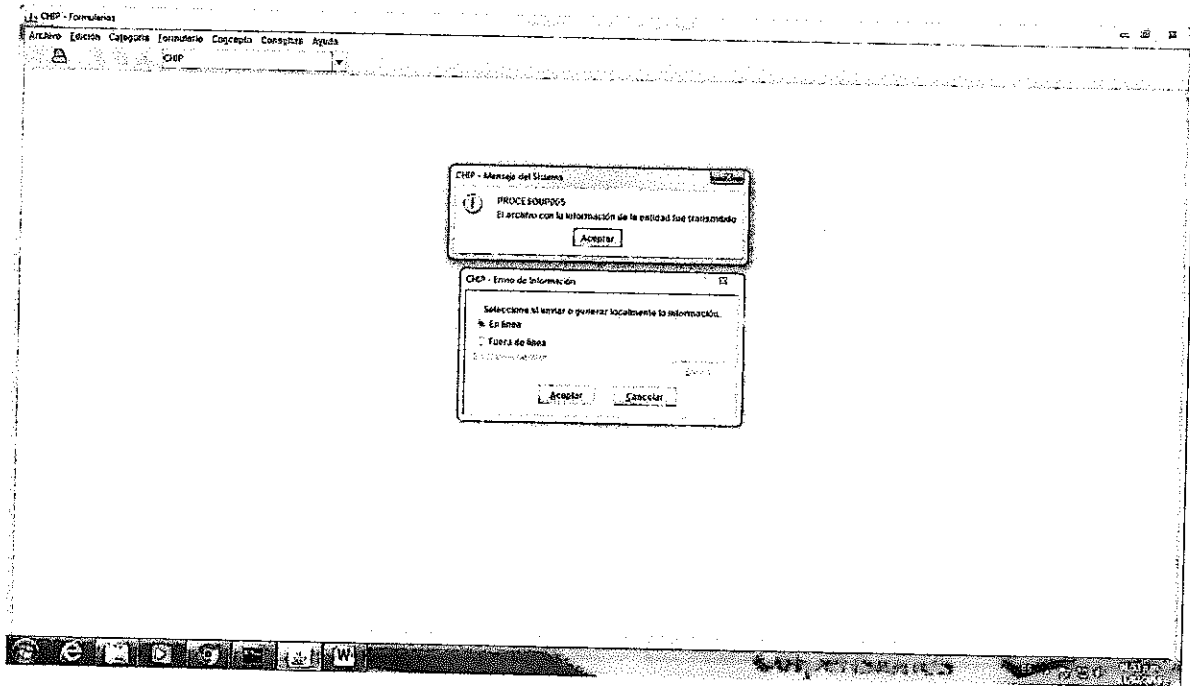 CHIP - Formularios
Archivo Edición Categoría Formulario Concepto Consultas Ayuda
CHIP
CHIP - Mensaje del Sistema
PROCESOUP005
El archivo con la información de la entidad fue transmitido
Aceptar
CHIP - Envio de Información
Seleccione si enviar o generar localmente la información.
En línea
Fuera de línea
Aceptar
Cancelar
W